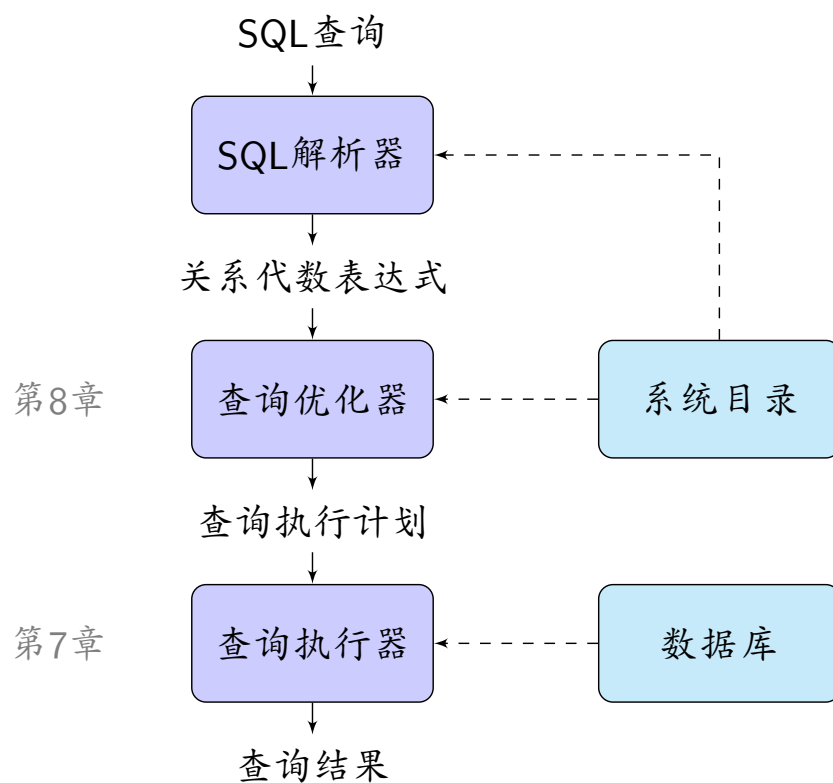 SQL查询
SQL解析器
关系代数表达式
第8章
查询优化器
系统目录
查询执行计划
第7章
查询执行器
数据库
查询结果